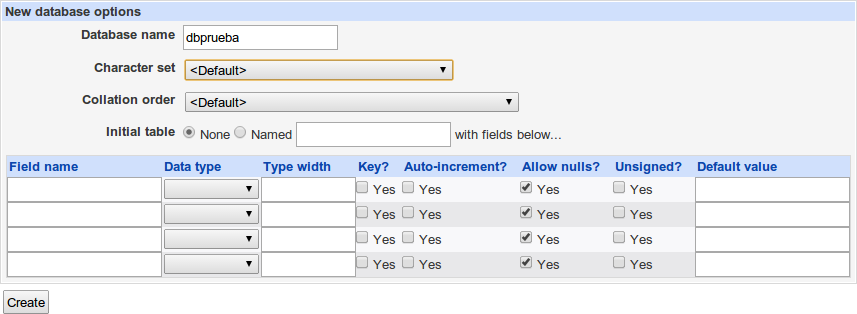 New database options
Database name dbprueba
Character set <Default>
Collation order <Default>
Initial table None Named with fields below...
Field name Data type Type width Key? Auto-increment? Allow nulls? Unsigned? Default value
Yes Yes Yes Yes
Yes Yes Yes Yes
Yes Yes Yes Yes
Yes Yes Yes Yes
Create